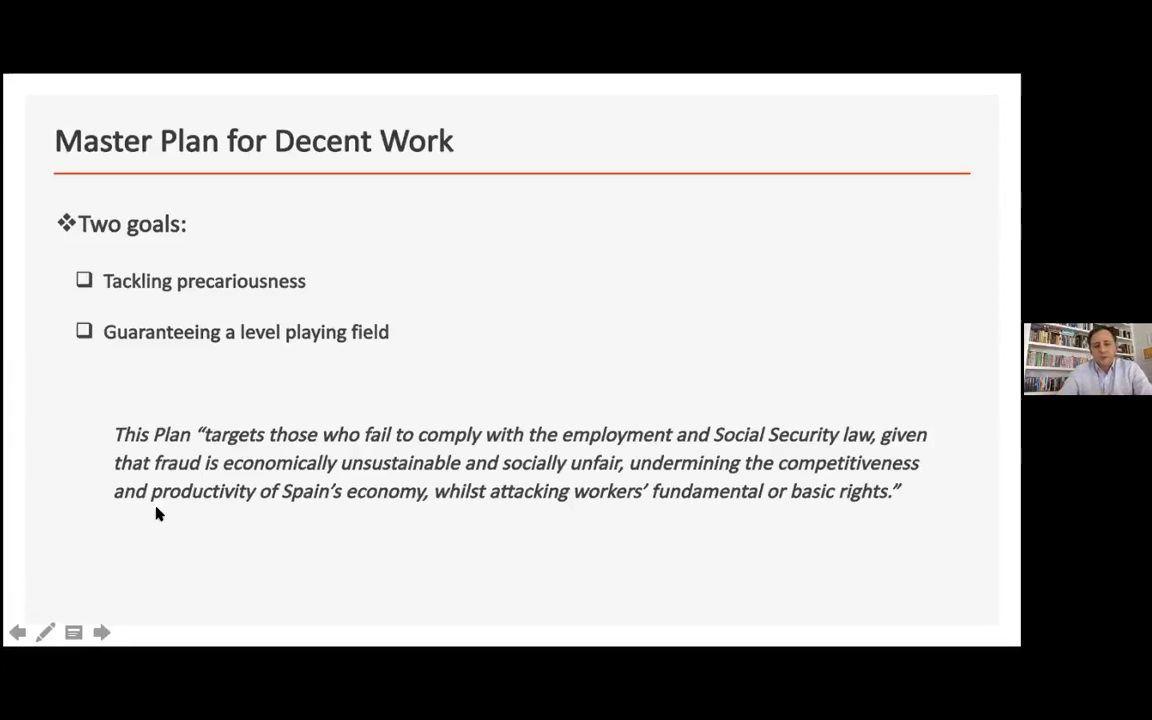 Master Plan for Decent Work
❖Two goals:
❑ Tackling precariousness
❑ Guaranteeing a level playing field
This Plan “targets those who fail to comply with the employment and Social Security law, given
that fraud is economically unsustainable and socially unfair, undermining the competitiveness
and productivity of Spain’s economy, whilst attacking workers’ fundamental or basic rights.”